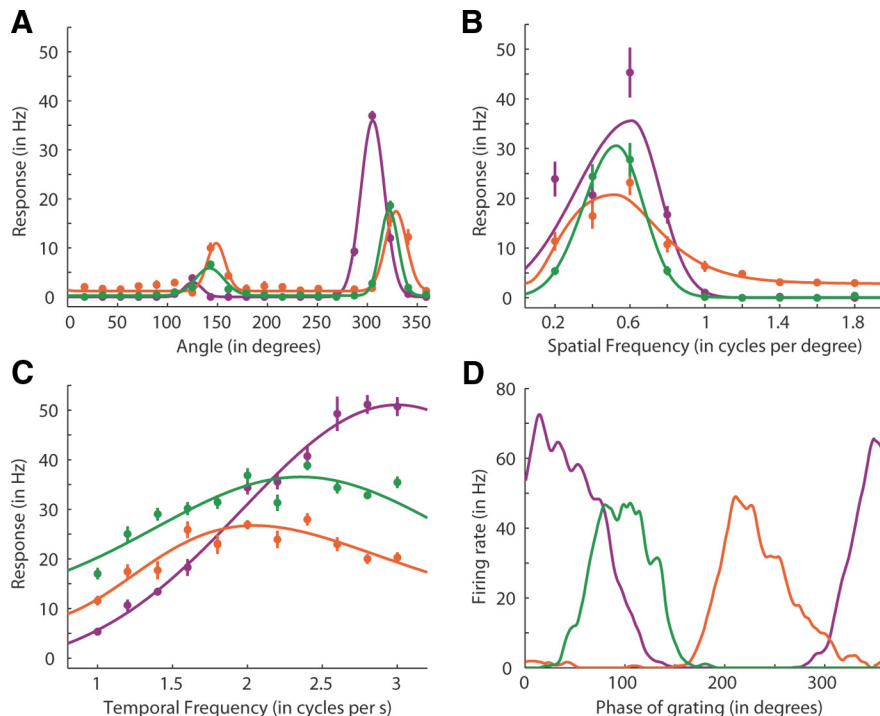 A
50
40
30
20
10
0
Response (in Hz)
0 50 100 150 200 250 300 350
Angle (in degrees)
B
50
40
30
20
10
0
Response (in Hz)
0.2 0.6 1 1.4 1.8
Spatial Frequency (in cycles per degree)
C
50
40
30
20
10
0
Response (in Hz)
1 1.5 2 2.5 3
Temporal Frequency (in cycles per s)
D
80
60
40
20
0
Firing rate (in Hz)
0 100 200 300
Phase of grating (in degrees)